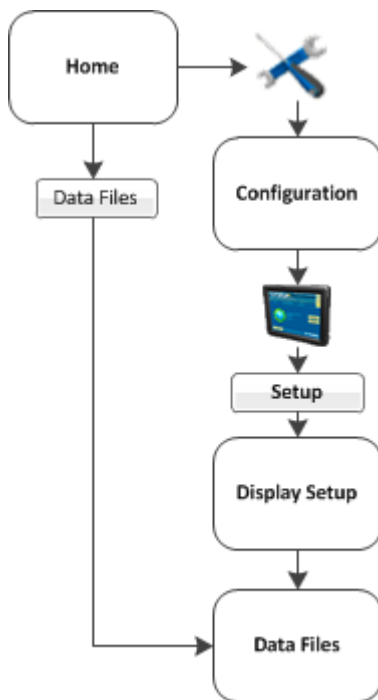 Home
Data Files
Configuration
Setup
Display Setup
Data Files